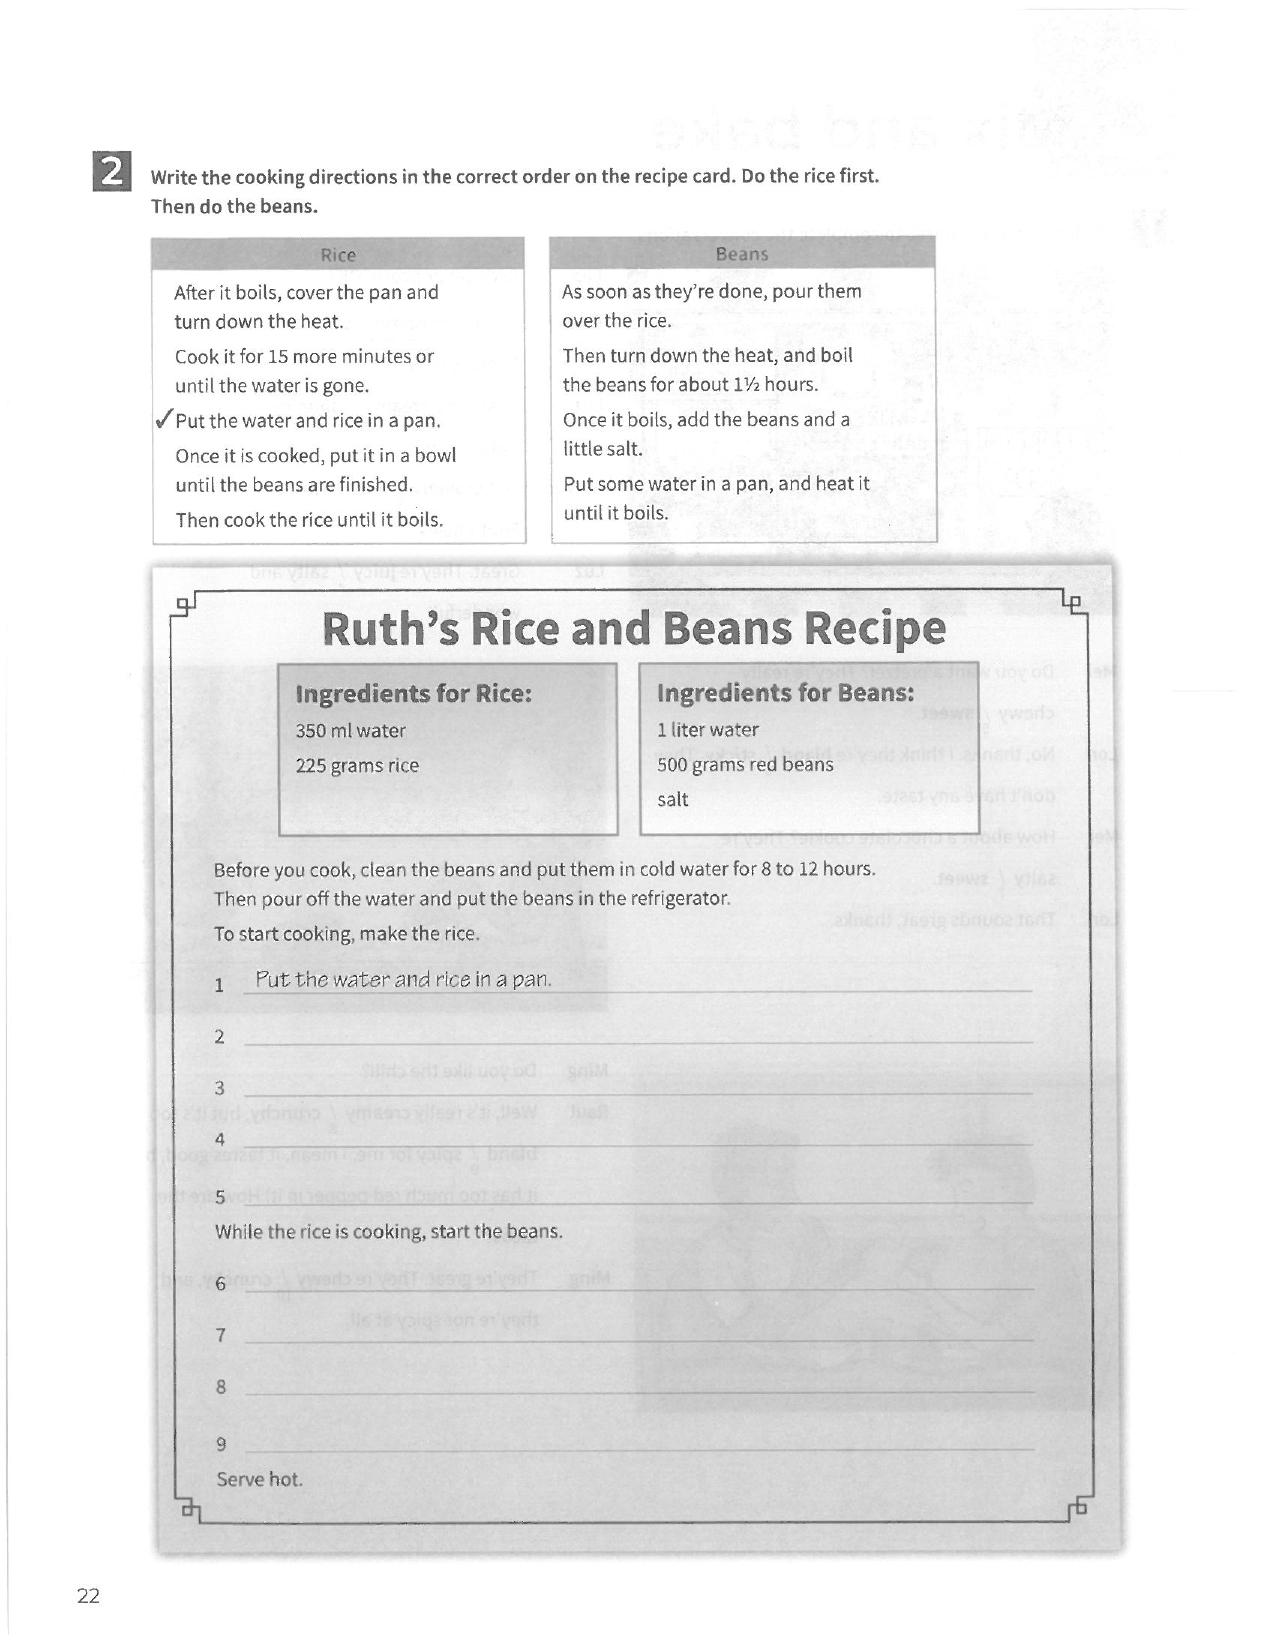 2
Write the cooking directions in the correct order on the recipe card. Do the rice first.
Then do the beans.
Rice
After it boils, cover the pan and
turn down the heat.
Cook it for 15 more minutes or
until the water is gone.
✓Put the water and rice in a pan.
Once it is cooked, put it in a bowl
until the beans are finished.
Then cook the rice until it boils.
Beans
As soon as they're done, pour them
over the rice.
Then turn down the heat, and boil
the beans for about 1½ hours.
Once it boils, add the beans and a
little salt.
Put some water in a pan, and heat it
until it boils.
Ruth's Rice and Beans Recipe
Ingredients for Rice:
350 ml water
225 grams rice
Ingredients for Beans:
1 liter water
500 grams red beans
salt
Before you cook, clean the beans and put them in cold water for 8 to 12 hours.
Then pour off the water and put the beans in the refrigerator.
To start cooking, make the rice.
1 Put the water and rice in a pan.
2
3
4
5
While the rice is cooking, start the beans.
6
7
8
9
Serve hot.
22